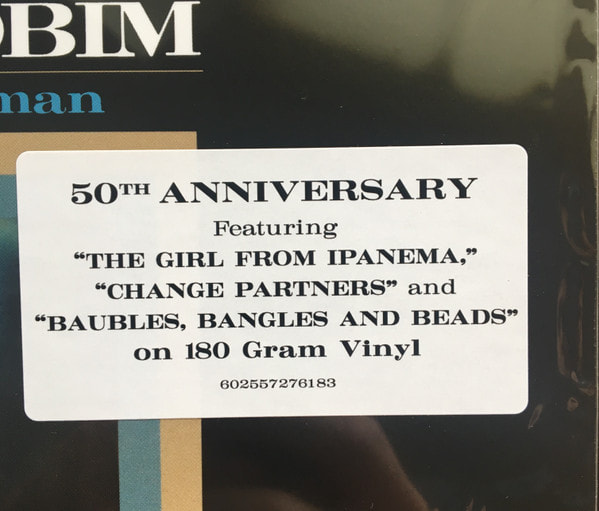 OBIM
man
50TH ANNIVERSARY
Featuring
“THE GIRL FROM IPANEMA,”
“CHANGE PARTNERS” and
“BAUBLES, BANGLES AND BEADS”
on 180 Gram Vinyl
602557276183